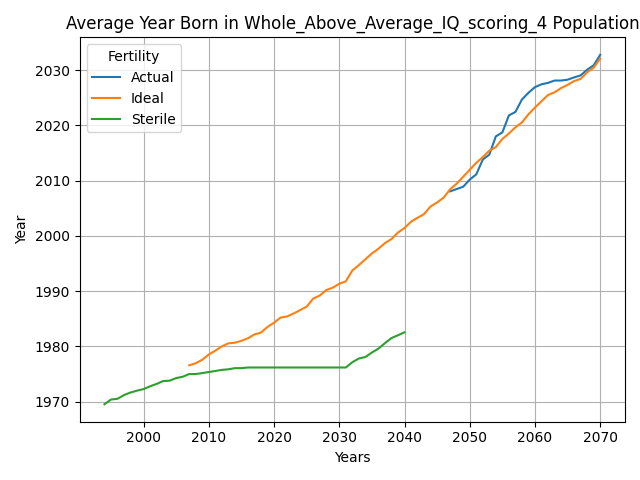 Average Year Born in Whole_Above_Average_IQ_scoring_4 Population
Fertility
Actual
Ideal
Sterile
Year
2030
2020
2010
2000
1990
1980
1970
2000 2010 2020 2030 2040 2050 2060 2070
Years